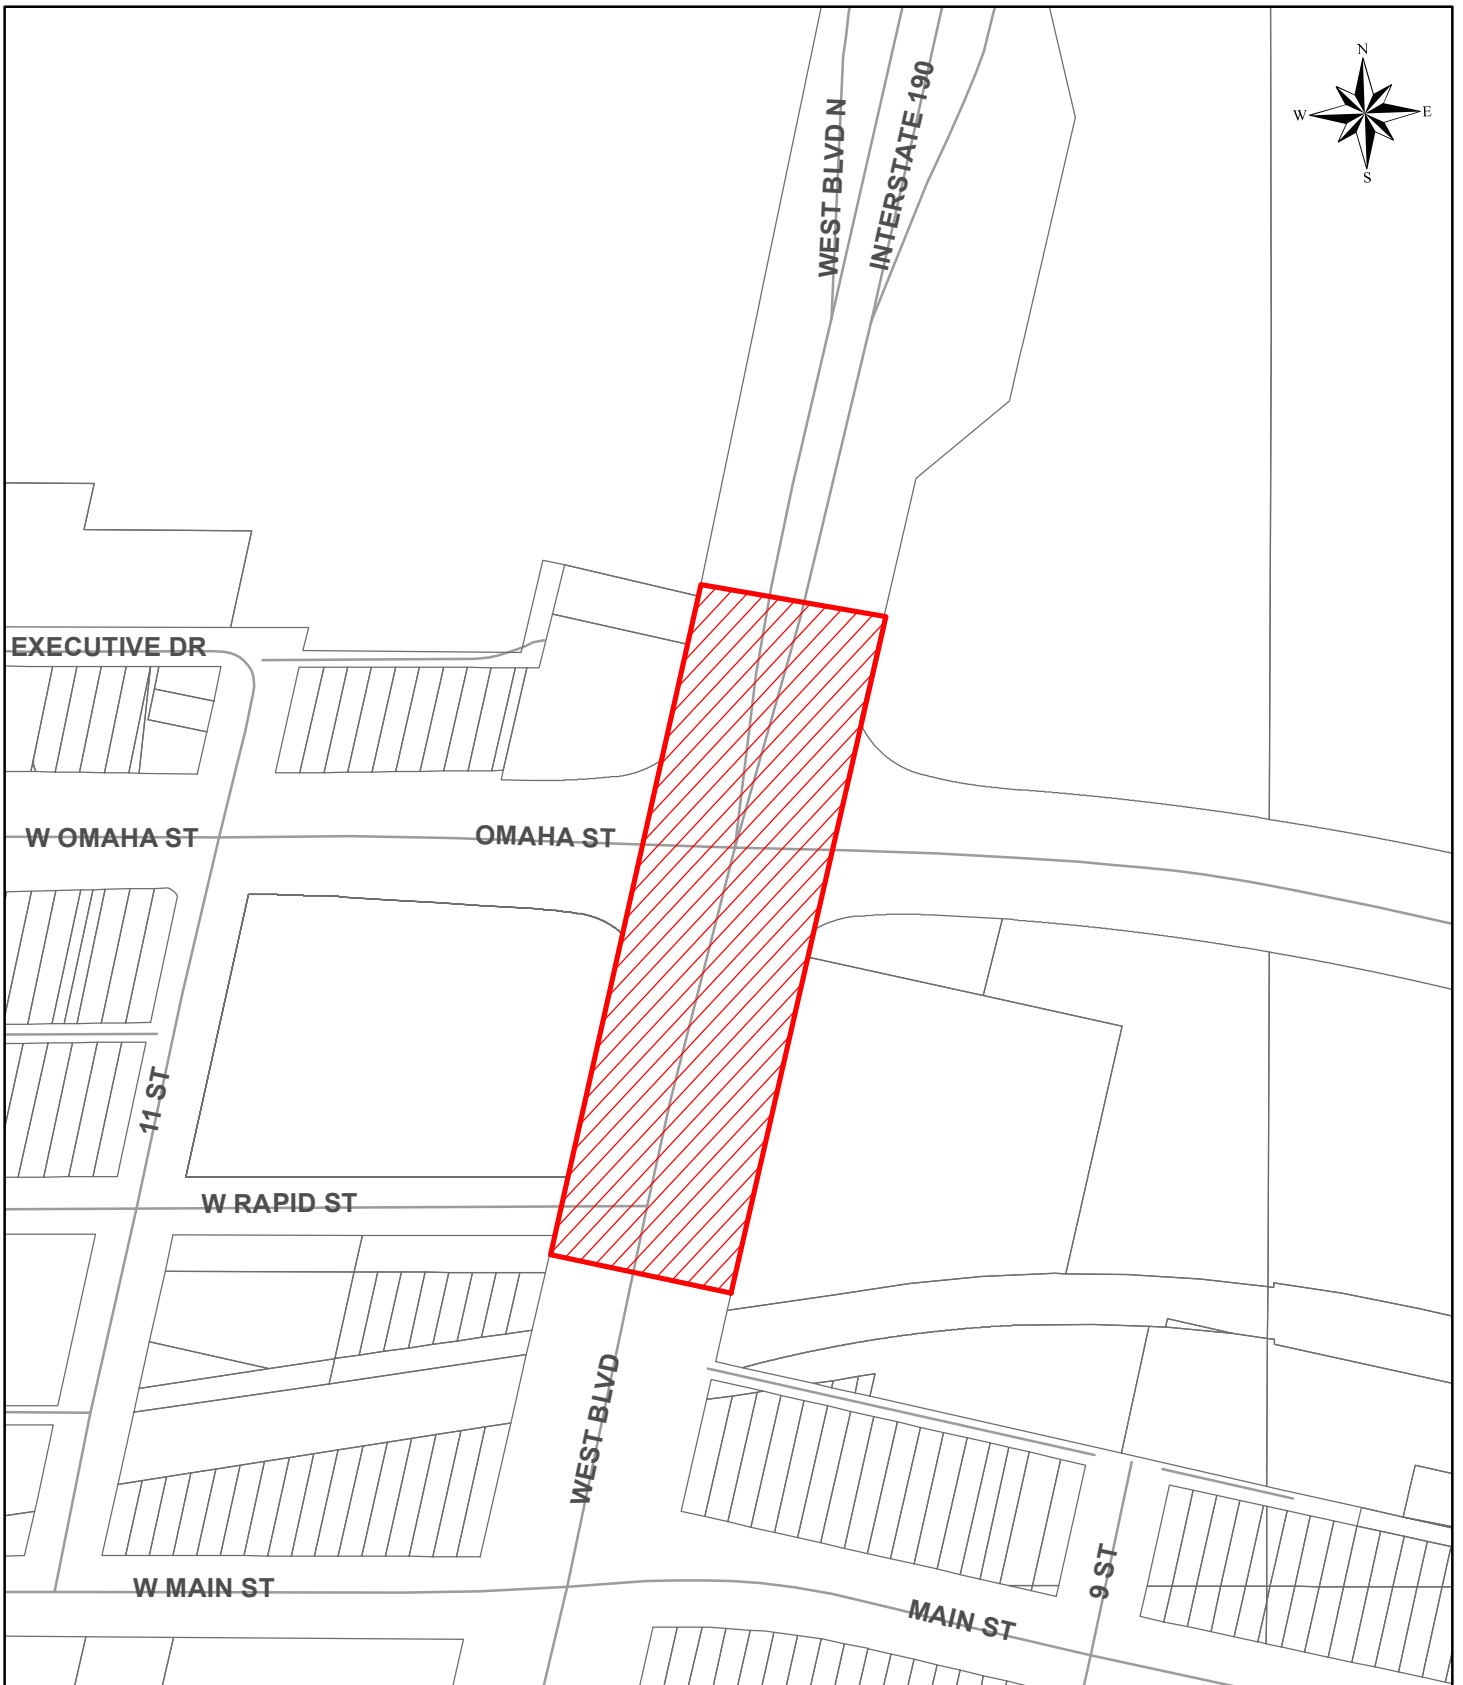 N
W
E
S
WEST BLVD N
INTERSTATE 190
EXECUTIVE DR
W OMAHA ST
OMAHA ST
11 ST
W RAPID ST
WEST BLVD
W MAIN ST
9 ST
MAIN ST